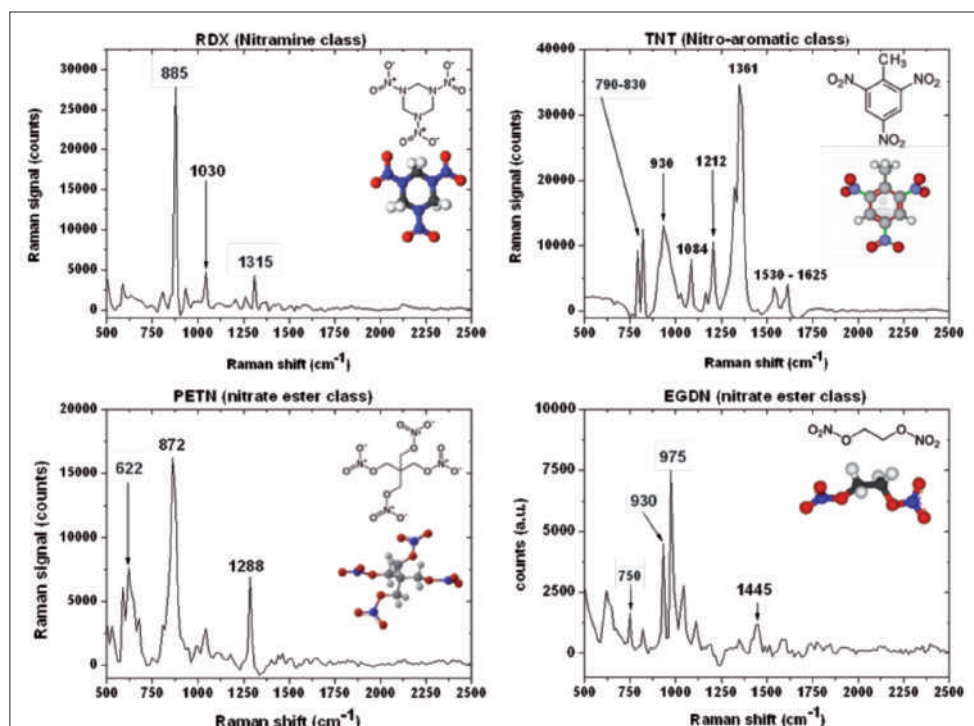 RDX (Nitramine class)
30000
25000
20000
15000
10000
5000
0
Raman signal (counts)
885
1030
1315
500 750 1000 1250 1500 1750 2000 2250 2500
Raman shift (cm-1)
TNT (Nitro-aromatic class)
40000
30000
20000
10000
0
Raman signal (counts)
790-830
930
1084
1212
1361
1530 - 1625
CH3
O2N
NO2
NO2
500 750 1000 1250 1500 1750 2000 2250 2500
Raman shift (cm-1)
PETN (nitrate ester class)
20000
15000
10000
5000
0
Raman signal (counts)
622
872
1288
500 750 1000 1250 1500 1750 2000 2250 2500
Raman shift (cm-1)
EGDN (nitrate ester class)
10000
7500
5000
2500
0
counts (a.u.)
750
930
975
1445
O2N
O
O
NO2
500 750 1000 1250 1500 1750 2000 2250 2500
Raman shift (cm-1)